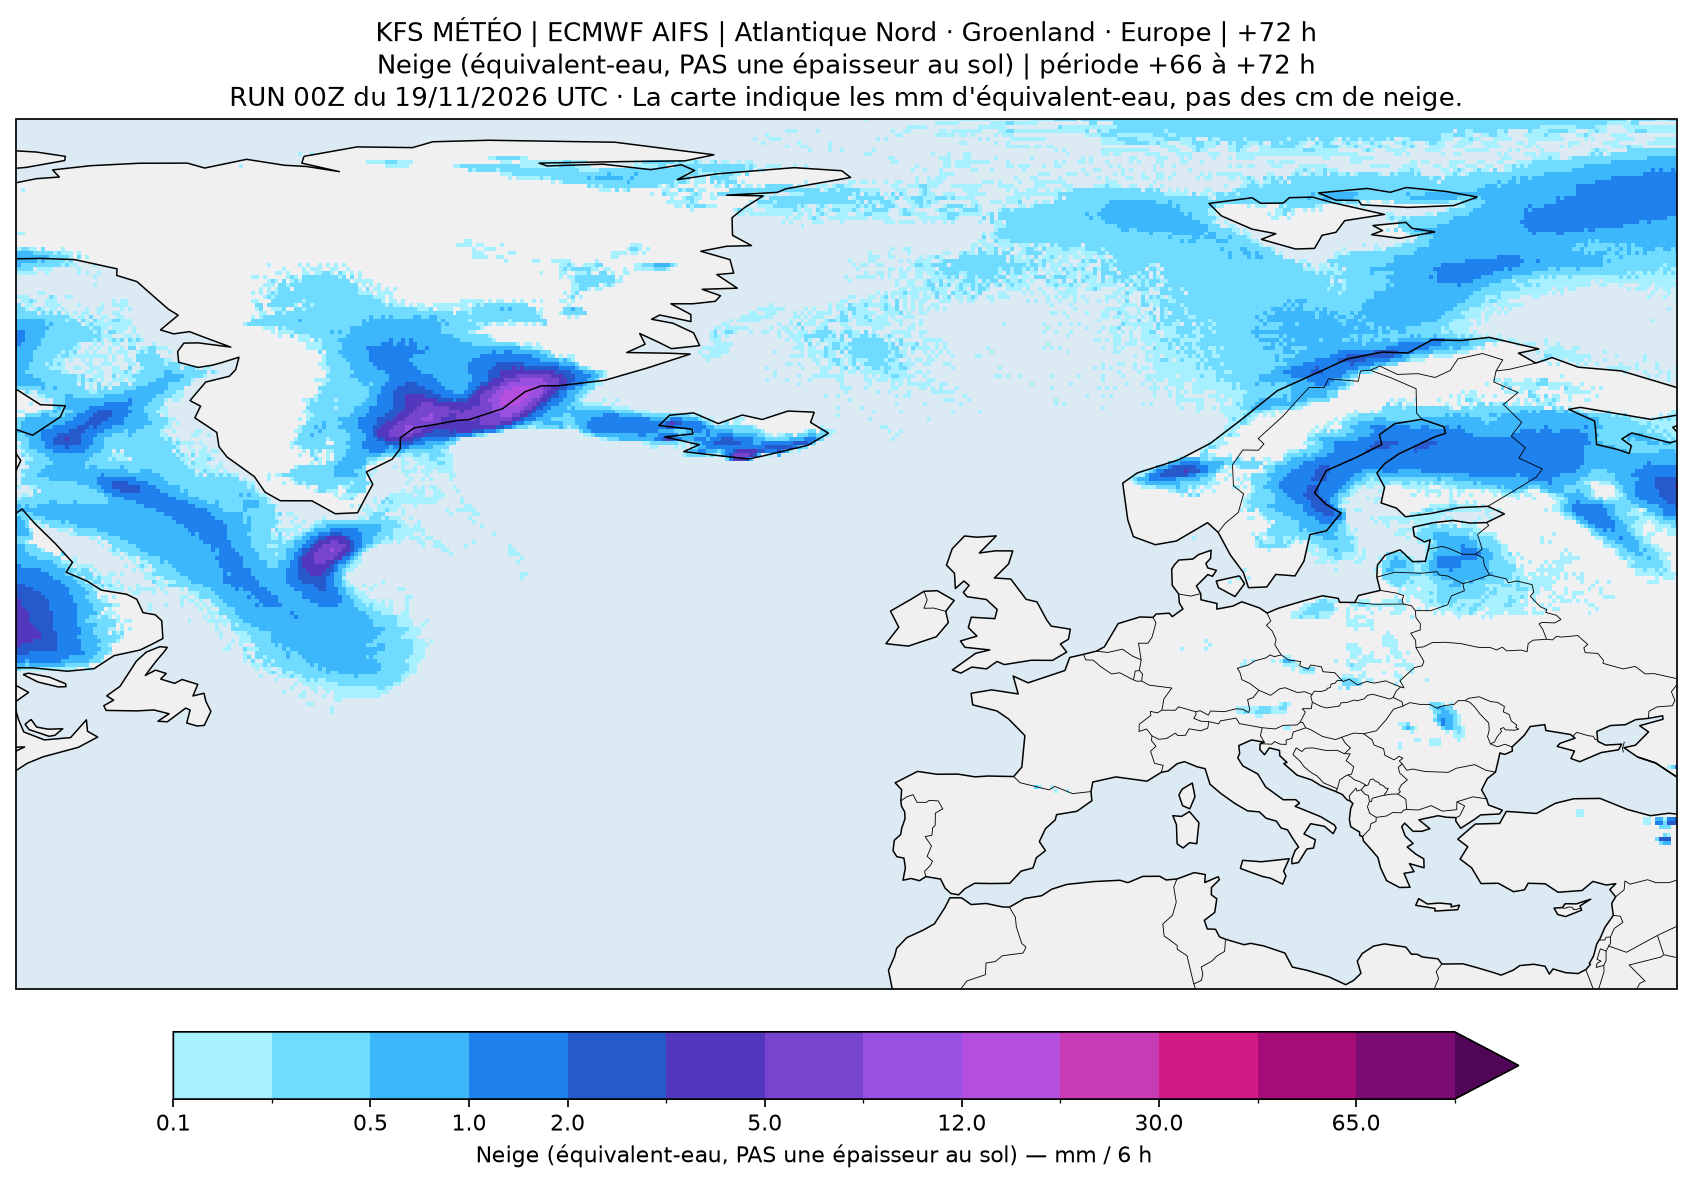 KFS MÉTÉO | ECMWF AIFS | Atlantique Nord · Groenland · Europe | +72 h
Neige (équivalent-eau, PAS une épaisseur au sol) | période +66 à +72 h
RUN 00Z du 19/11/2026 UTC · La carte indique les mm d'équivalent-eau, pas des cm de neige.
0.1 0.5 1.0 2.0 5.0 12.0 30.0 65.0
Neige (équivalent-eau, PAS une épaisseur au sol) — mm / 6 h